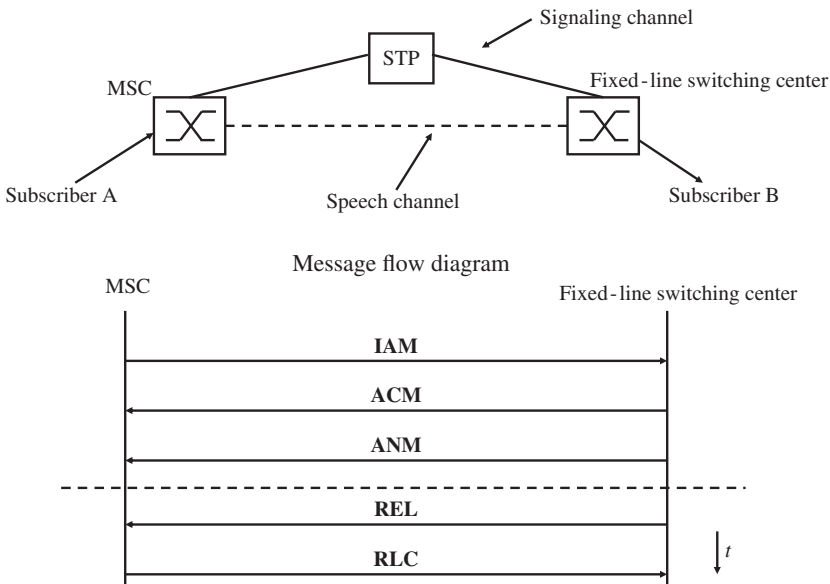 Signaling channel
STP
MSC
Fixed-line switching center
Subscriber A
Speech channel
Subscriber B
Message flow diagram
MSC
Fixed-line switching center
IAM
ACM
ANM
REL
RLC
t